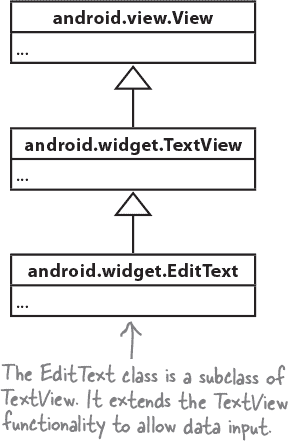 android.view.View
...
android.widget.TextView
...
android.widget.EditText
...
The EditText class is a subclass of
TextView. It extends the TextView
functionality to allow data input.